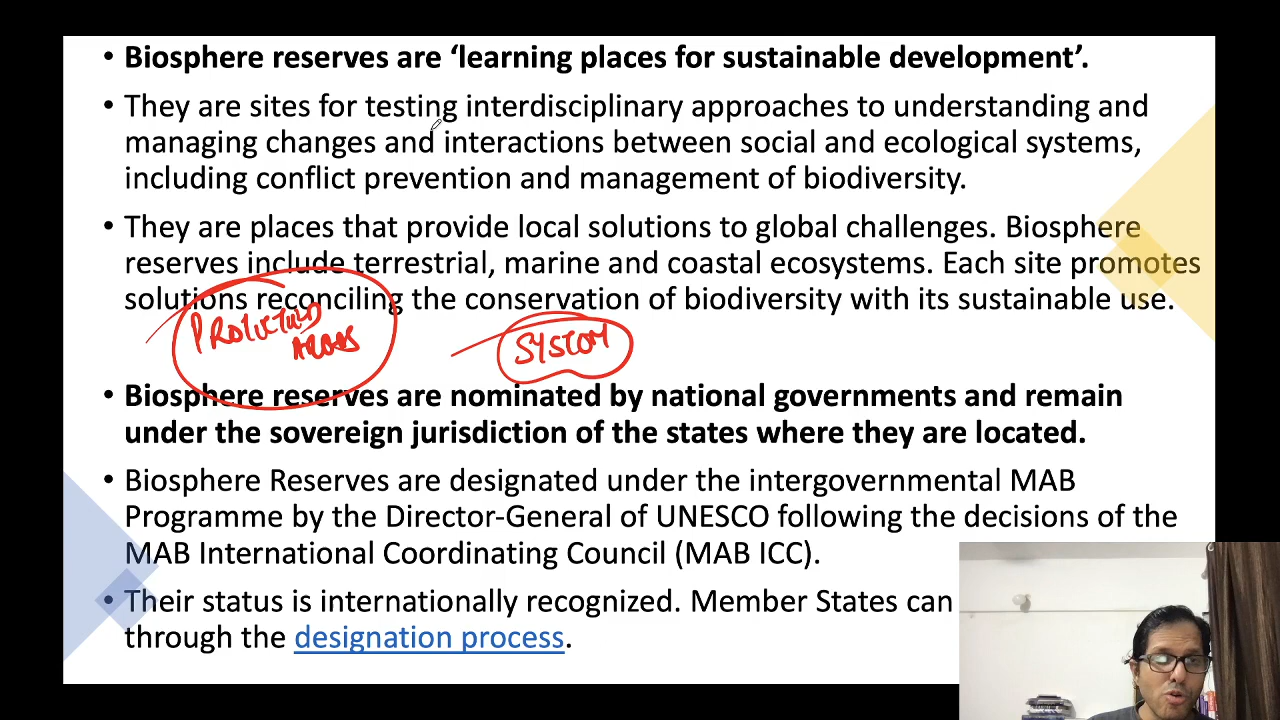 • Biosphere reserves are ‘learning places for sustainable development’.
• They are sites for testing interdisciplinary approaches to understanding and
managing changes and interactions between social and ecological systems,
including conflict prevention and management of biodiversity.
• They are places that provide local solutions to global challenges. Biosphere
reserves include terrestrial, marine and coastal ecosystems. Each site promotes
solutions reconciling the conservation of biodiversity with its sustainable use.
PROTECTED
AREAS
SYSTEM
• Biosphere reserves are nominated by national governments and remain
under the sovereign jurisdiction of the states where they are located.
• Biosphere Reserves are designated under the intergovernmental MAB
Programme by the Director-General of UNESCO following the decisions of the
MAB International Coordinating Council (MAB ICC).
• Their status is internationally recognized. Member States can
through the designation process.